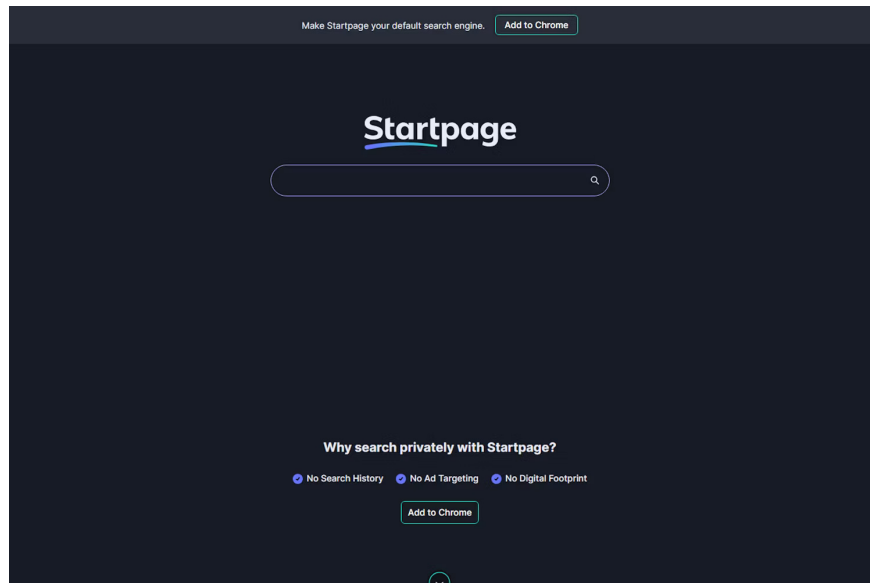 Make Startpage your default search engine. Add to Chrome
Startpage
Why search privately with Startpage?
No Search History No Ad Targeting No Digital Footprint
Add to Chrome